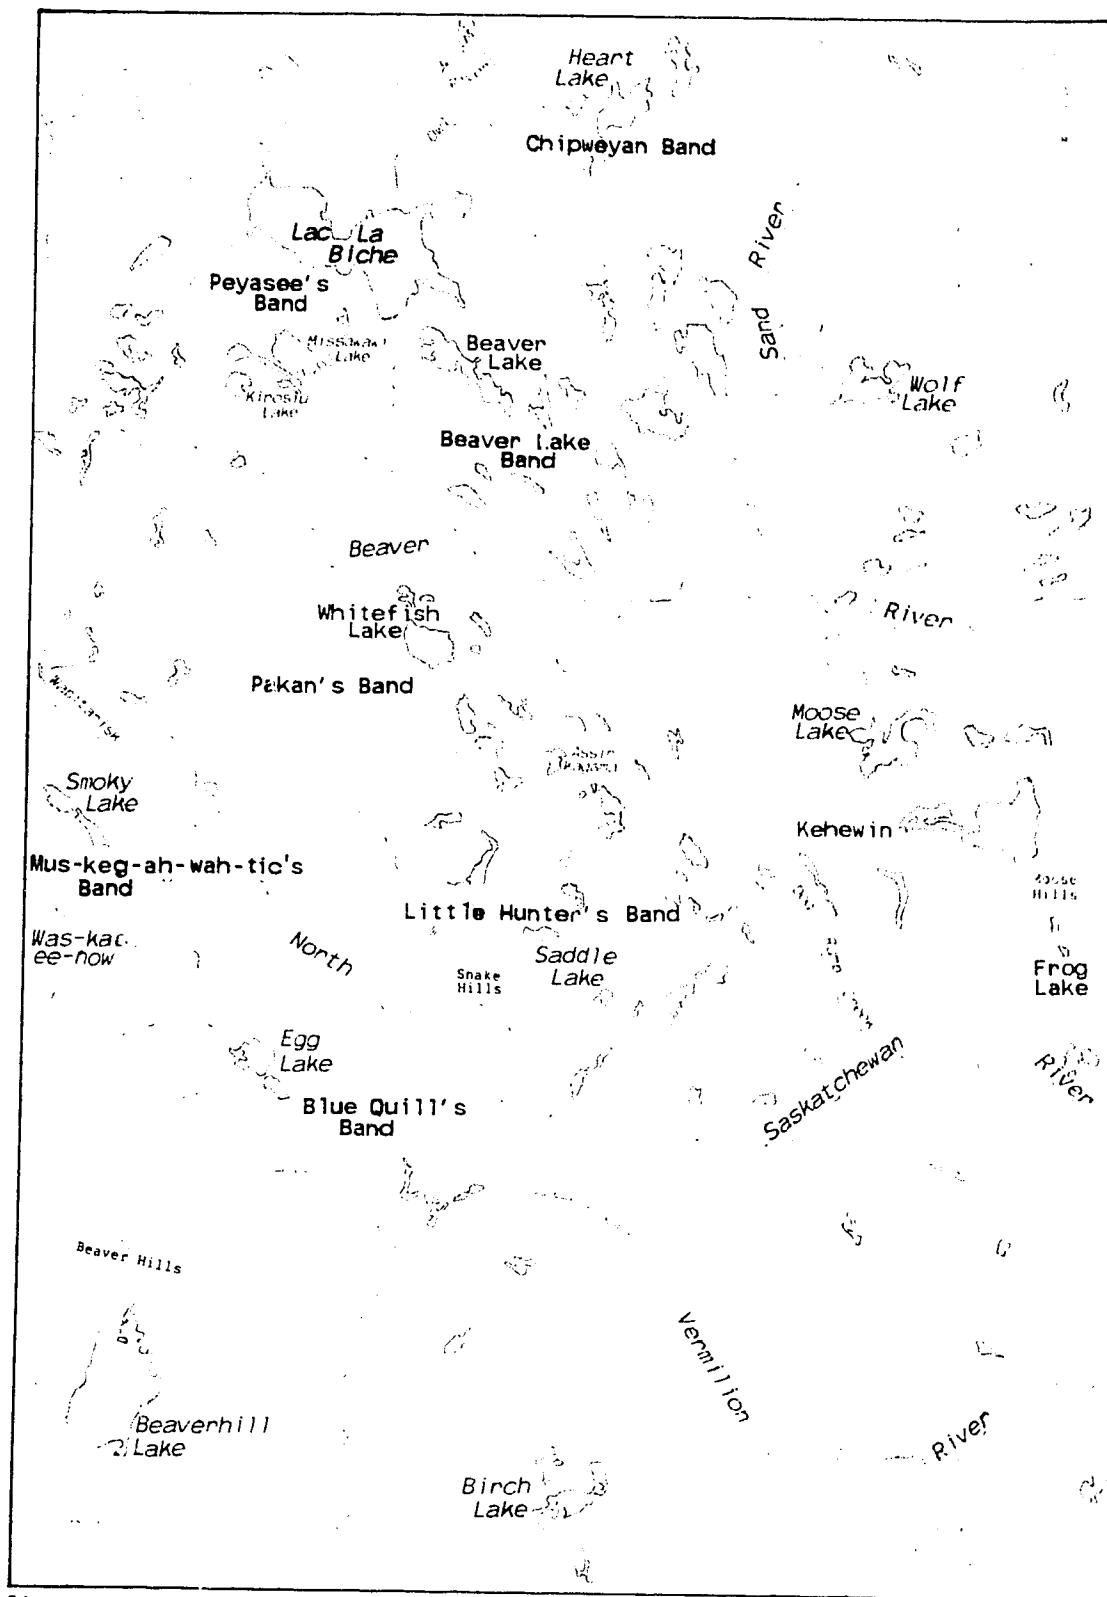 Heart
Lake
Chipweyan Band
Lac La
Biche
Peyasee's
Band
Sand River
Lake
Beaver
Lake
Lake
Wolf
Lake
Beaver Lake
Band
Beaver
Whitefish
Lake
River
Pakan's Band
Moose
Lake
Smoky
Lake
Kehewin
Mus-keg-ah-wah-tic's
Band
Moose
Hills
Little Hunter's Band
Was-kac
ee-now
North
Saddle
Lake
Snake
Hills
Frog
Lake
Egg
Lake
Saskatchewan
River
Blue Quill's
Band
Beaver Hills
Vermilion
River
Beaverhill
Lake
Birch
Lake